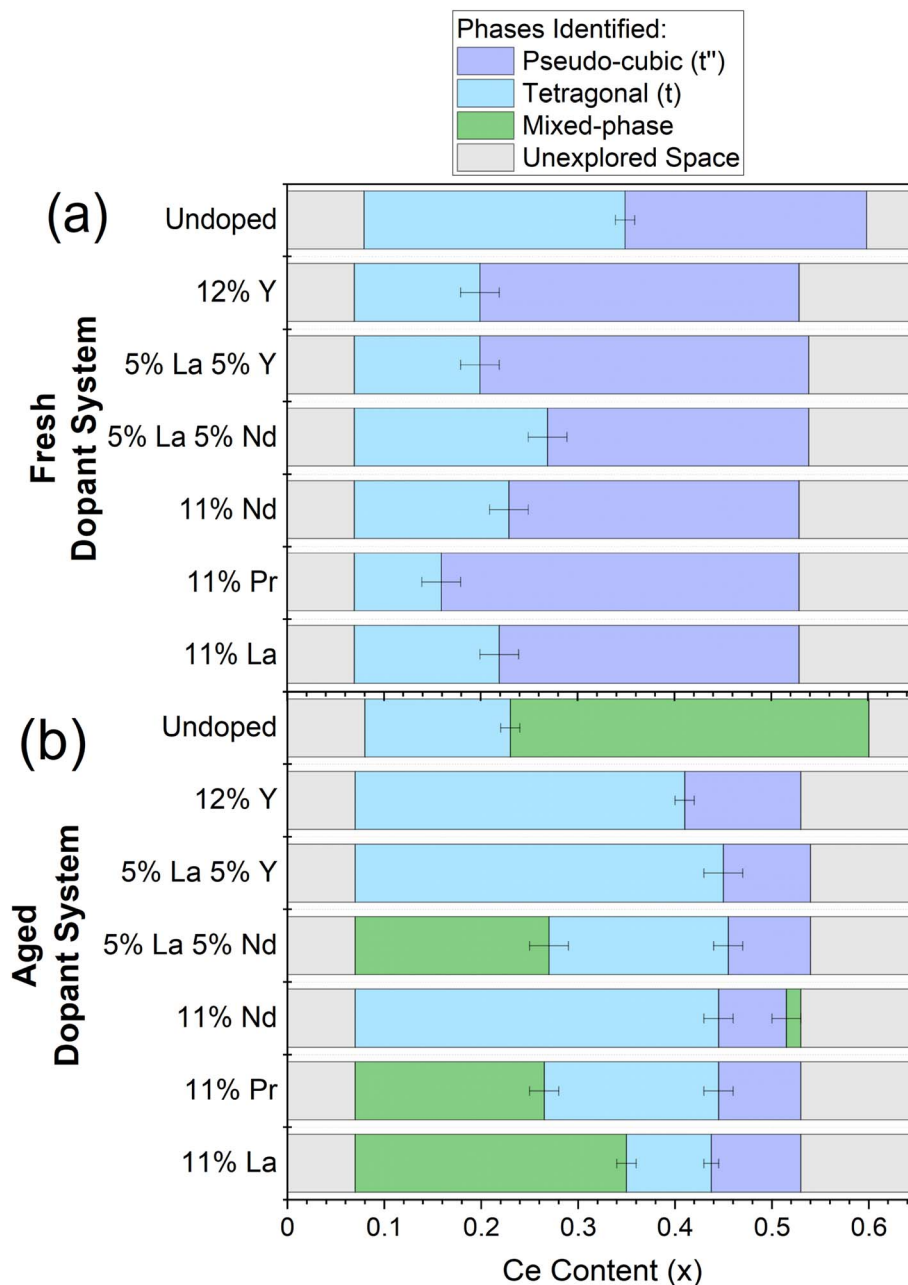 Phases Identified:
Pseudo-cubic (t")
Tetragonal (t)
Mixed-phase
Unexplored Space
(a)
Fresh
Dopant System
Undoped
12% Y
5% La 5% Y
5% La 5% Nd
11% Nd
11% Pr
11% La
(b)
Aged
Dopant System
Undoped
12% Y
5% La 5% Y
5% La 5% Nd
11% Nd
11% Pr
11% La
0 0.1 0.2 0.3 0.4 0.5 0.6
Ce Content (x)